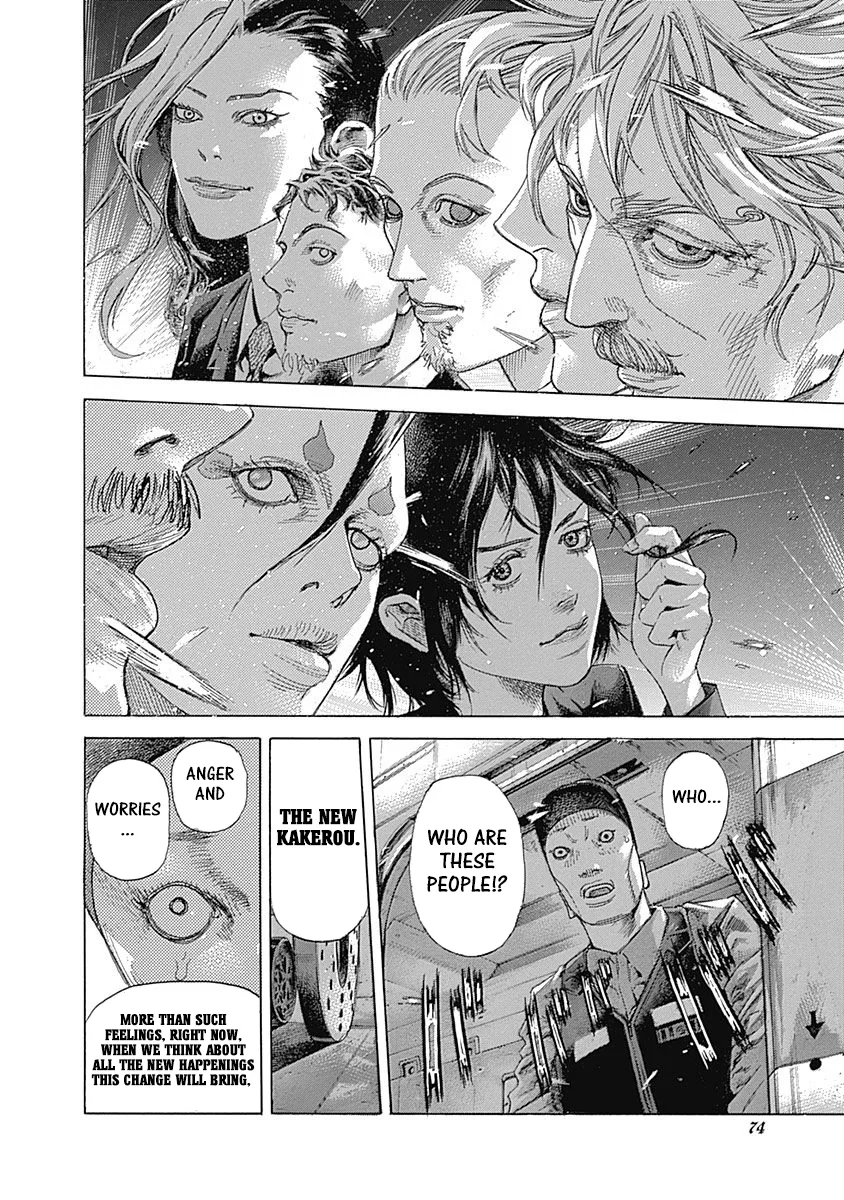 WHO...
WHO ARE
THESE
PEOPLE!?
THE NEW
KAKEROU.
ANGER
AND
WORRIES
...
MORE THAN SUCH
FEELINGS, RIGHT NOW,
WHEN WE THINK ABOUT
ALL THE NEW HAPPENINGS
THIS CHANGE WILL BRING,
74